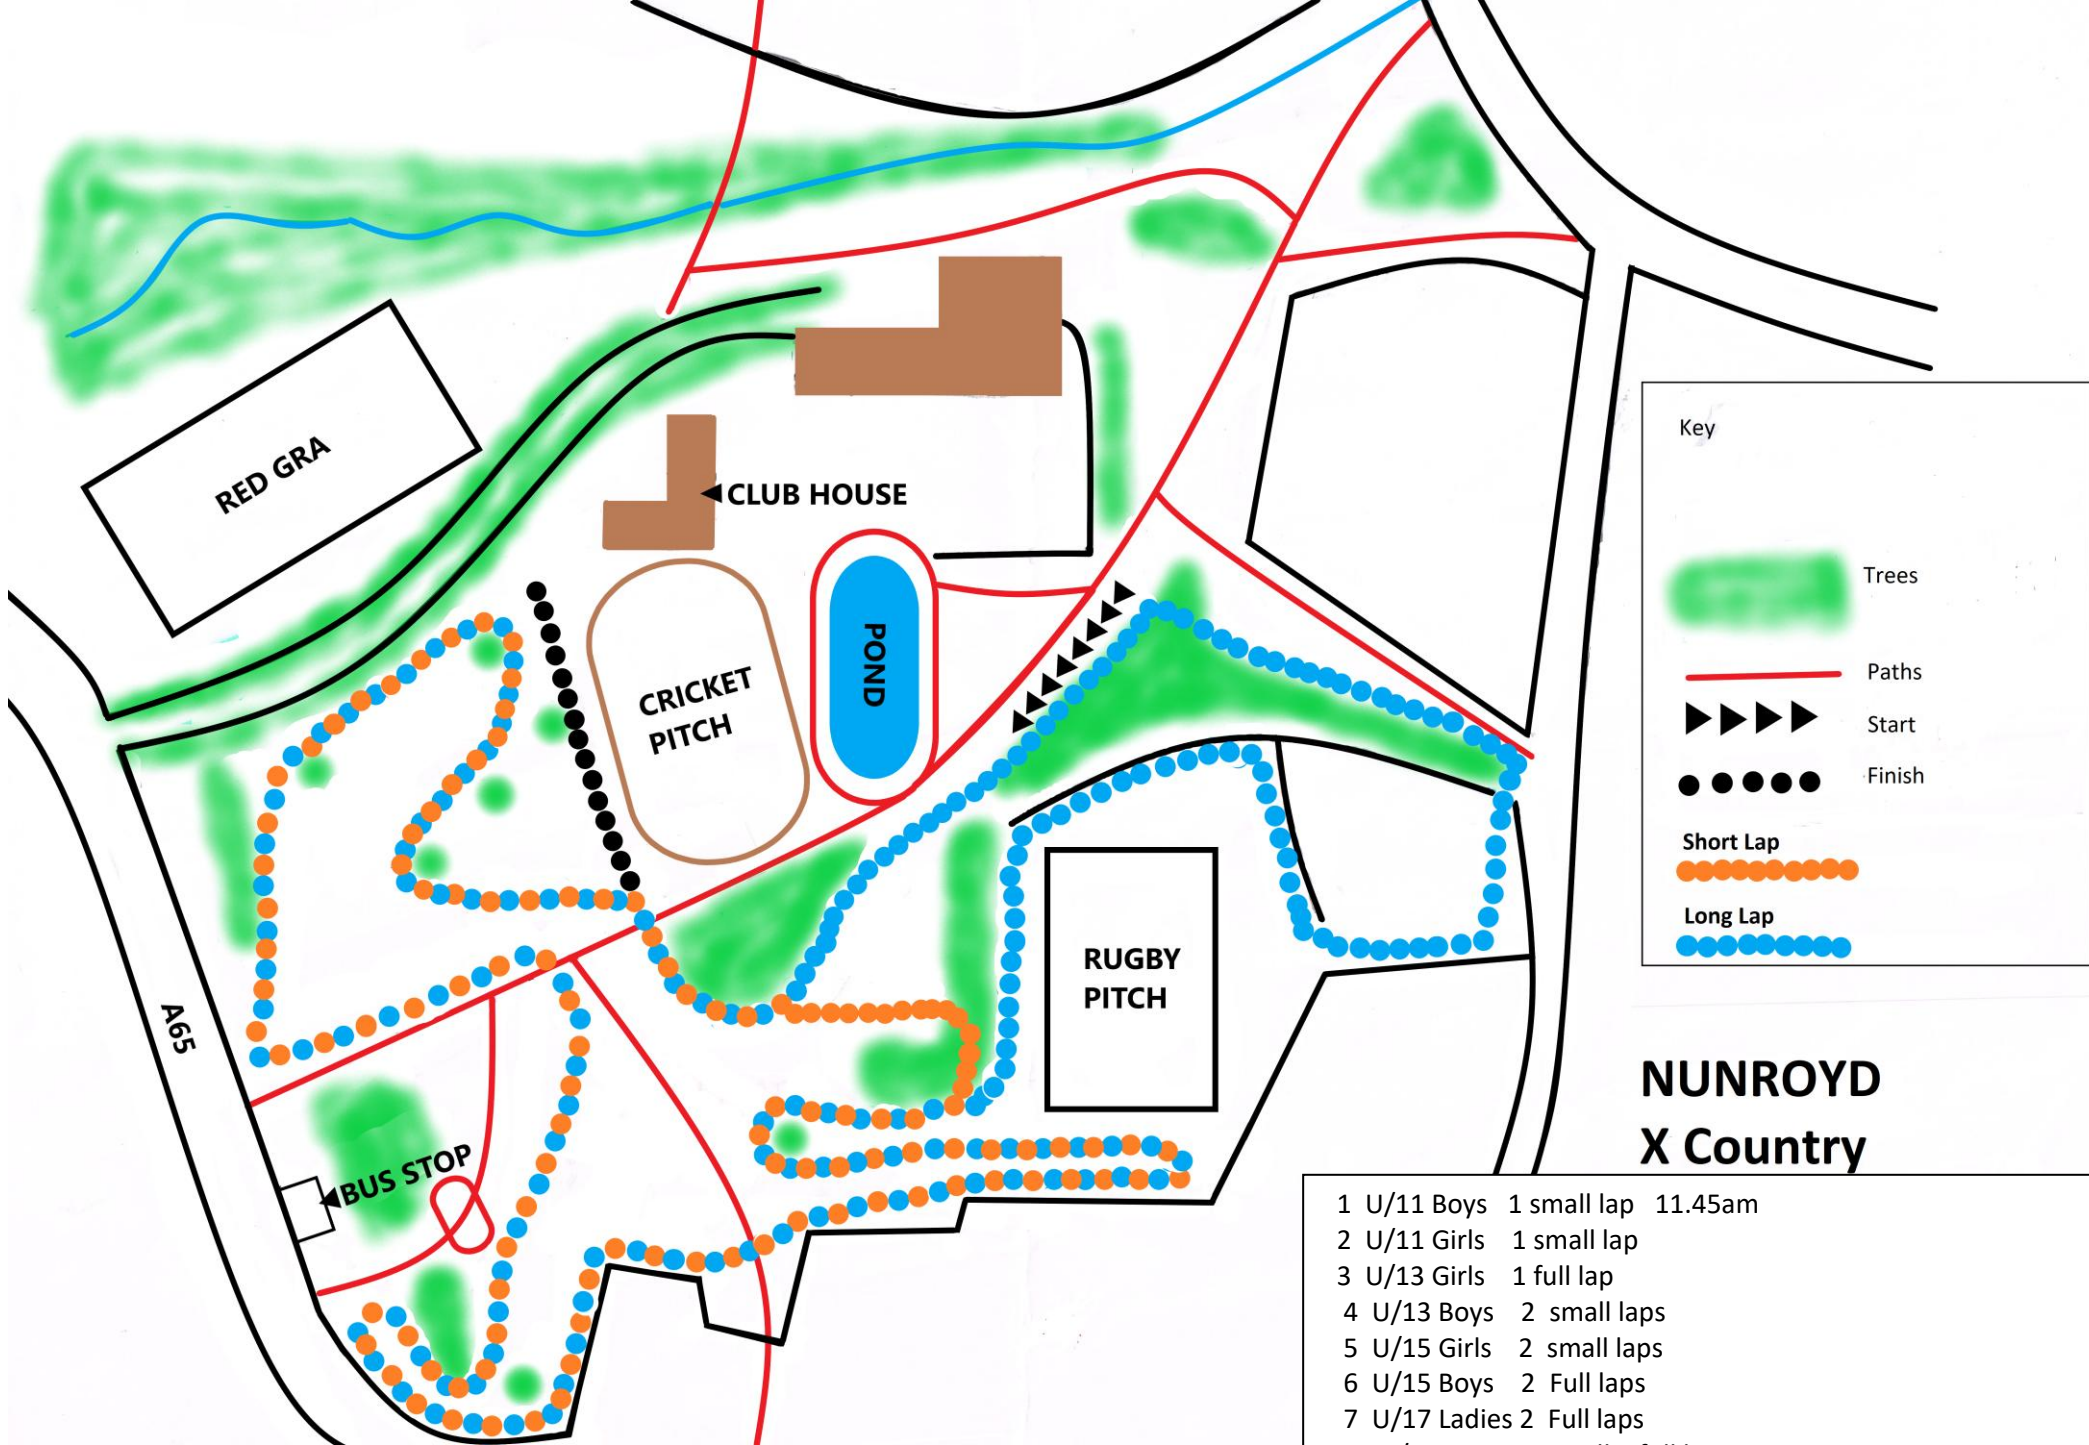 RED GRA
CLUB HOUSE
POND
CRICKET
PITCH
RUGBY
PITCH
A65
BUS STOP
Key
Trees
Paths
Start
Finish
Short Lap
Long Lap
NUNROYD
X Country
1 U/11 Boys 1 small lap 11.45am
2 U/11 Girls 1 small lap
3 U/13 Girls 1 full lap
4 U/13 Boys 2 small laps
5 U/15 Girls 2 small laps
6 U/15 Boys 2 Full laps
7 U/17 Ladies 2 Full laps